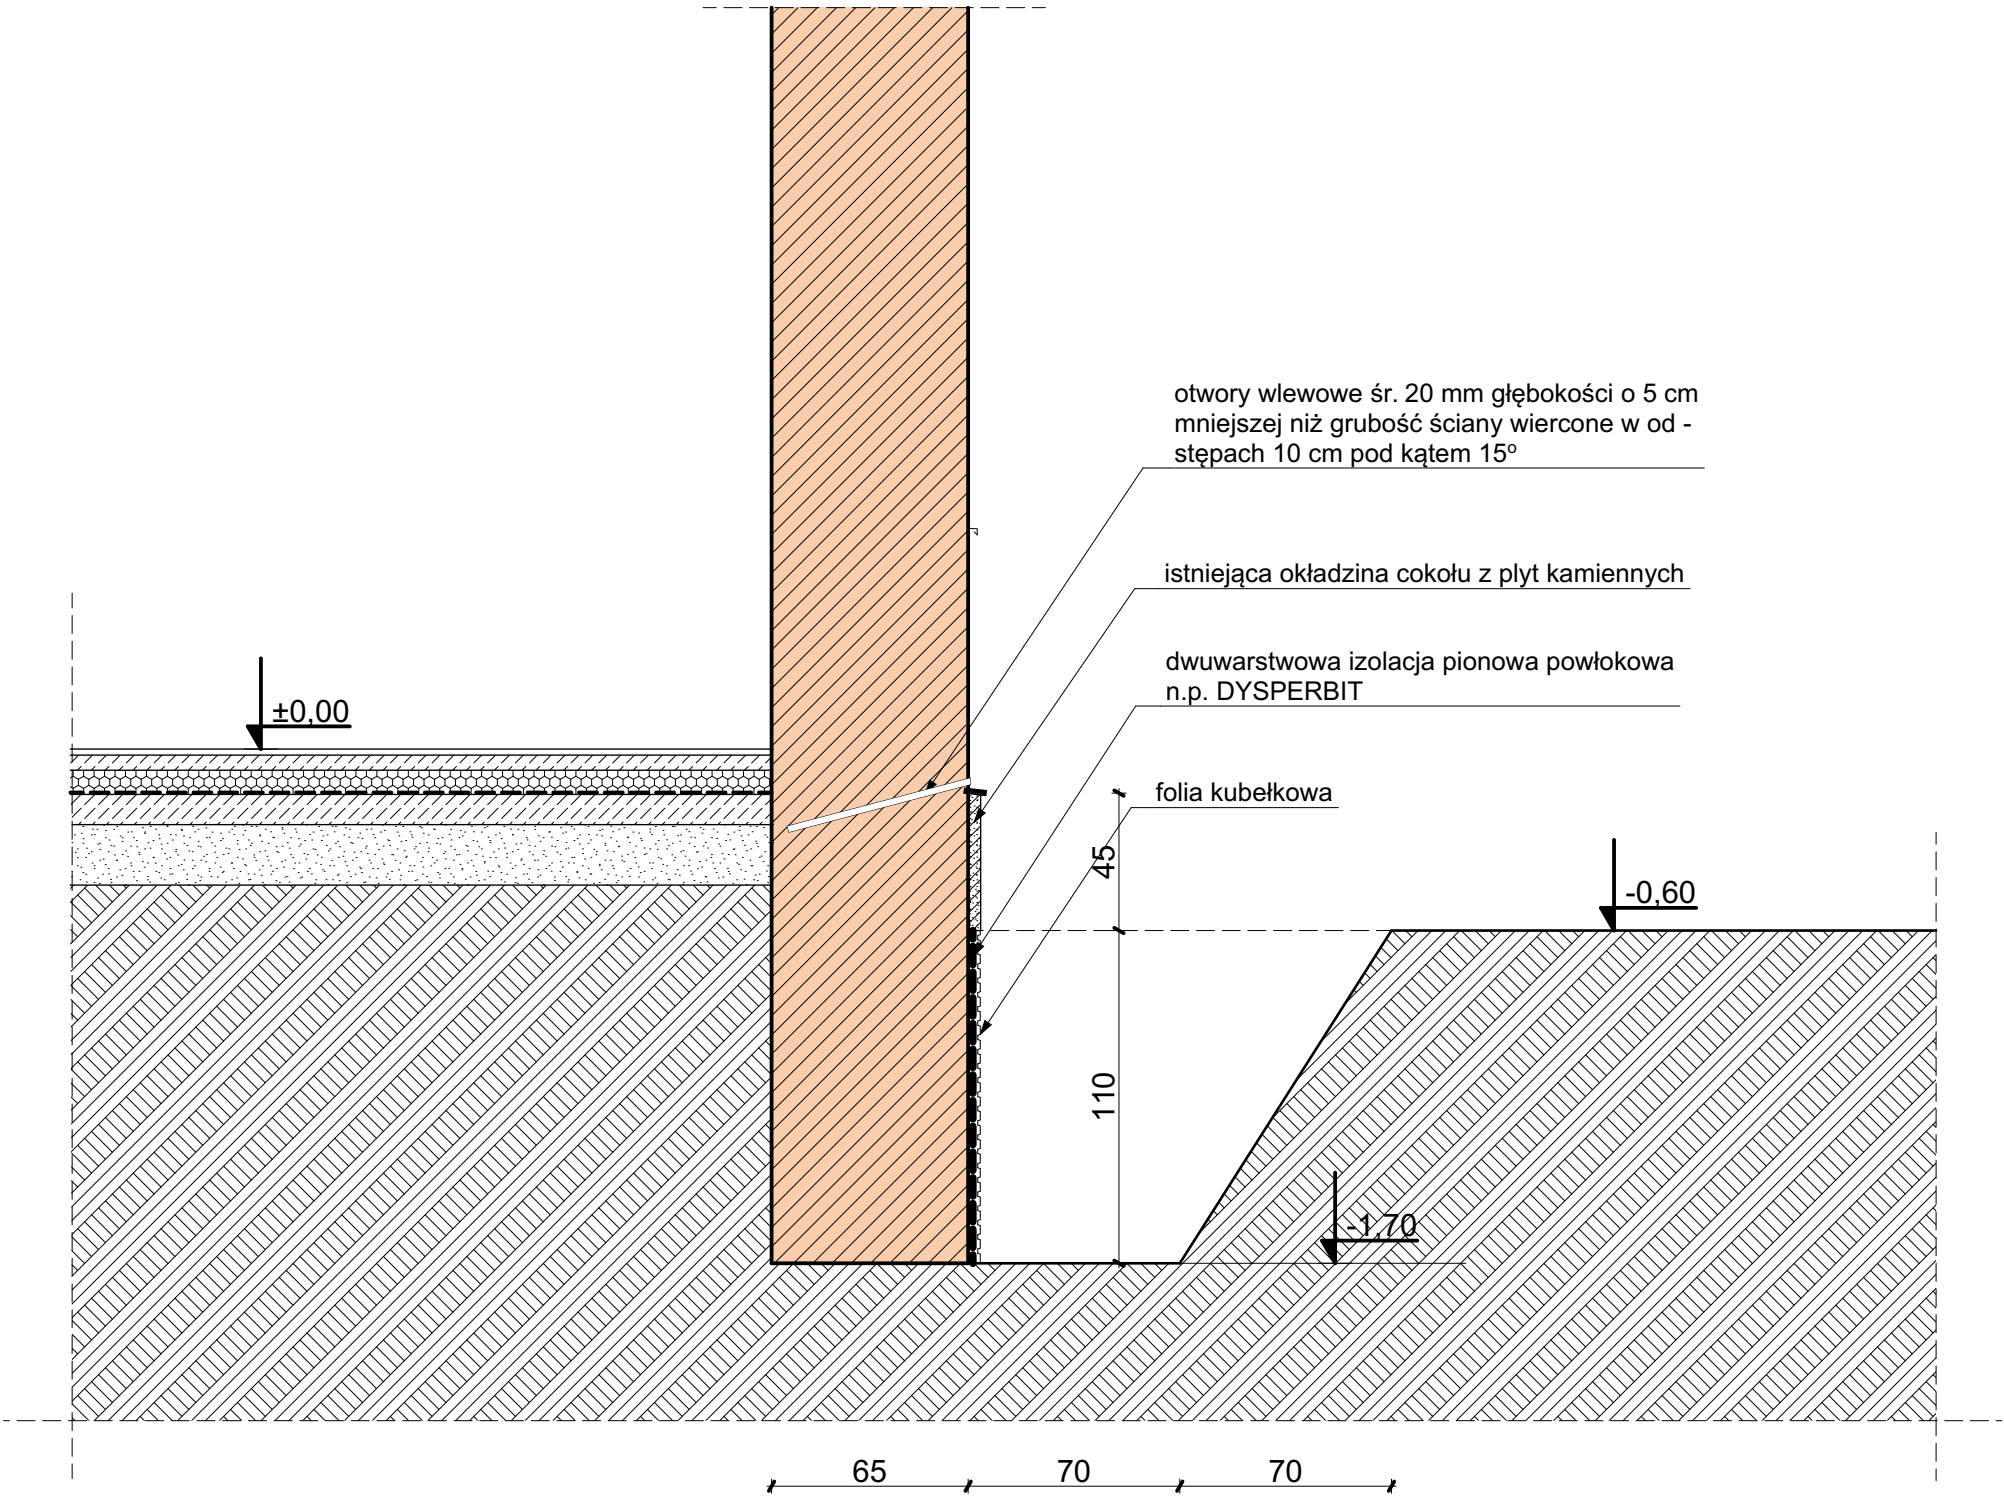 otwory wlewowe śr. 20 mm głębokości o 5 cm
mniejszej niż grubość ściany wiercone w od -
stępach 10 cm pod kątem 15º
istniejąca okładzina cokołu z plyt kamiennych
dwuwarstwowa izolacja pionowa powłokowa
n.p. DYSPERBIT
±0,00
folia kubełkowa
45
-0,60
110
-1,70
65
70
70